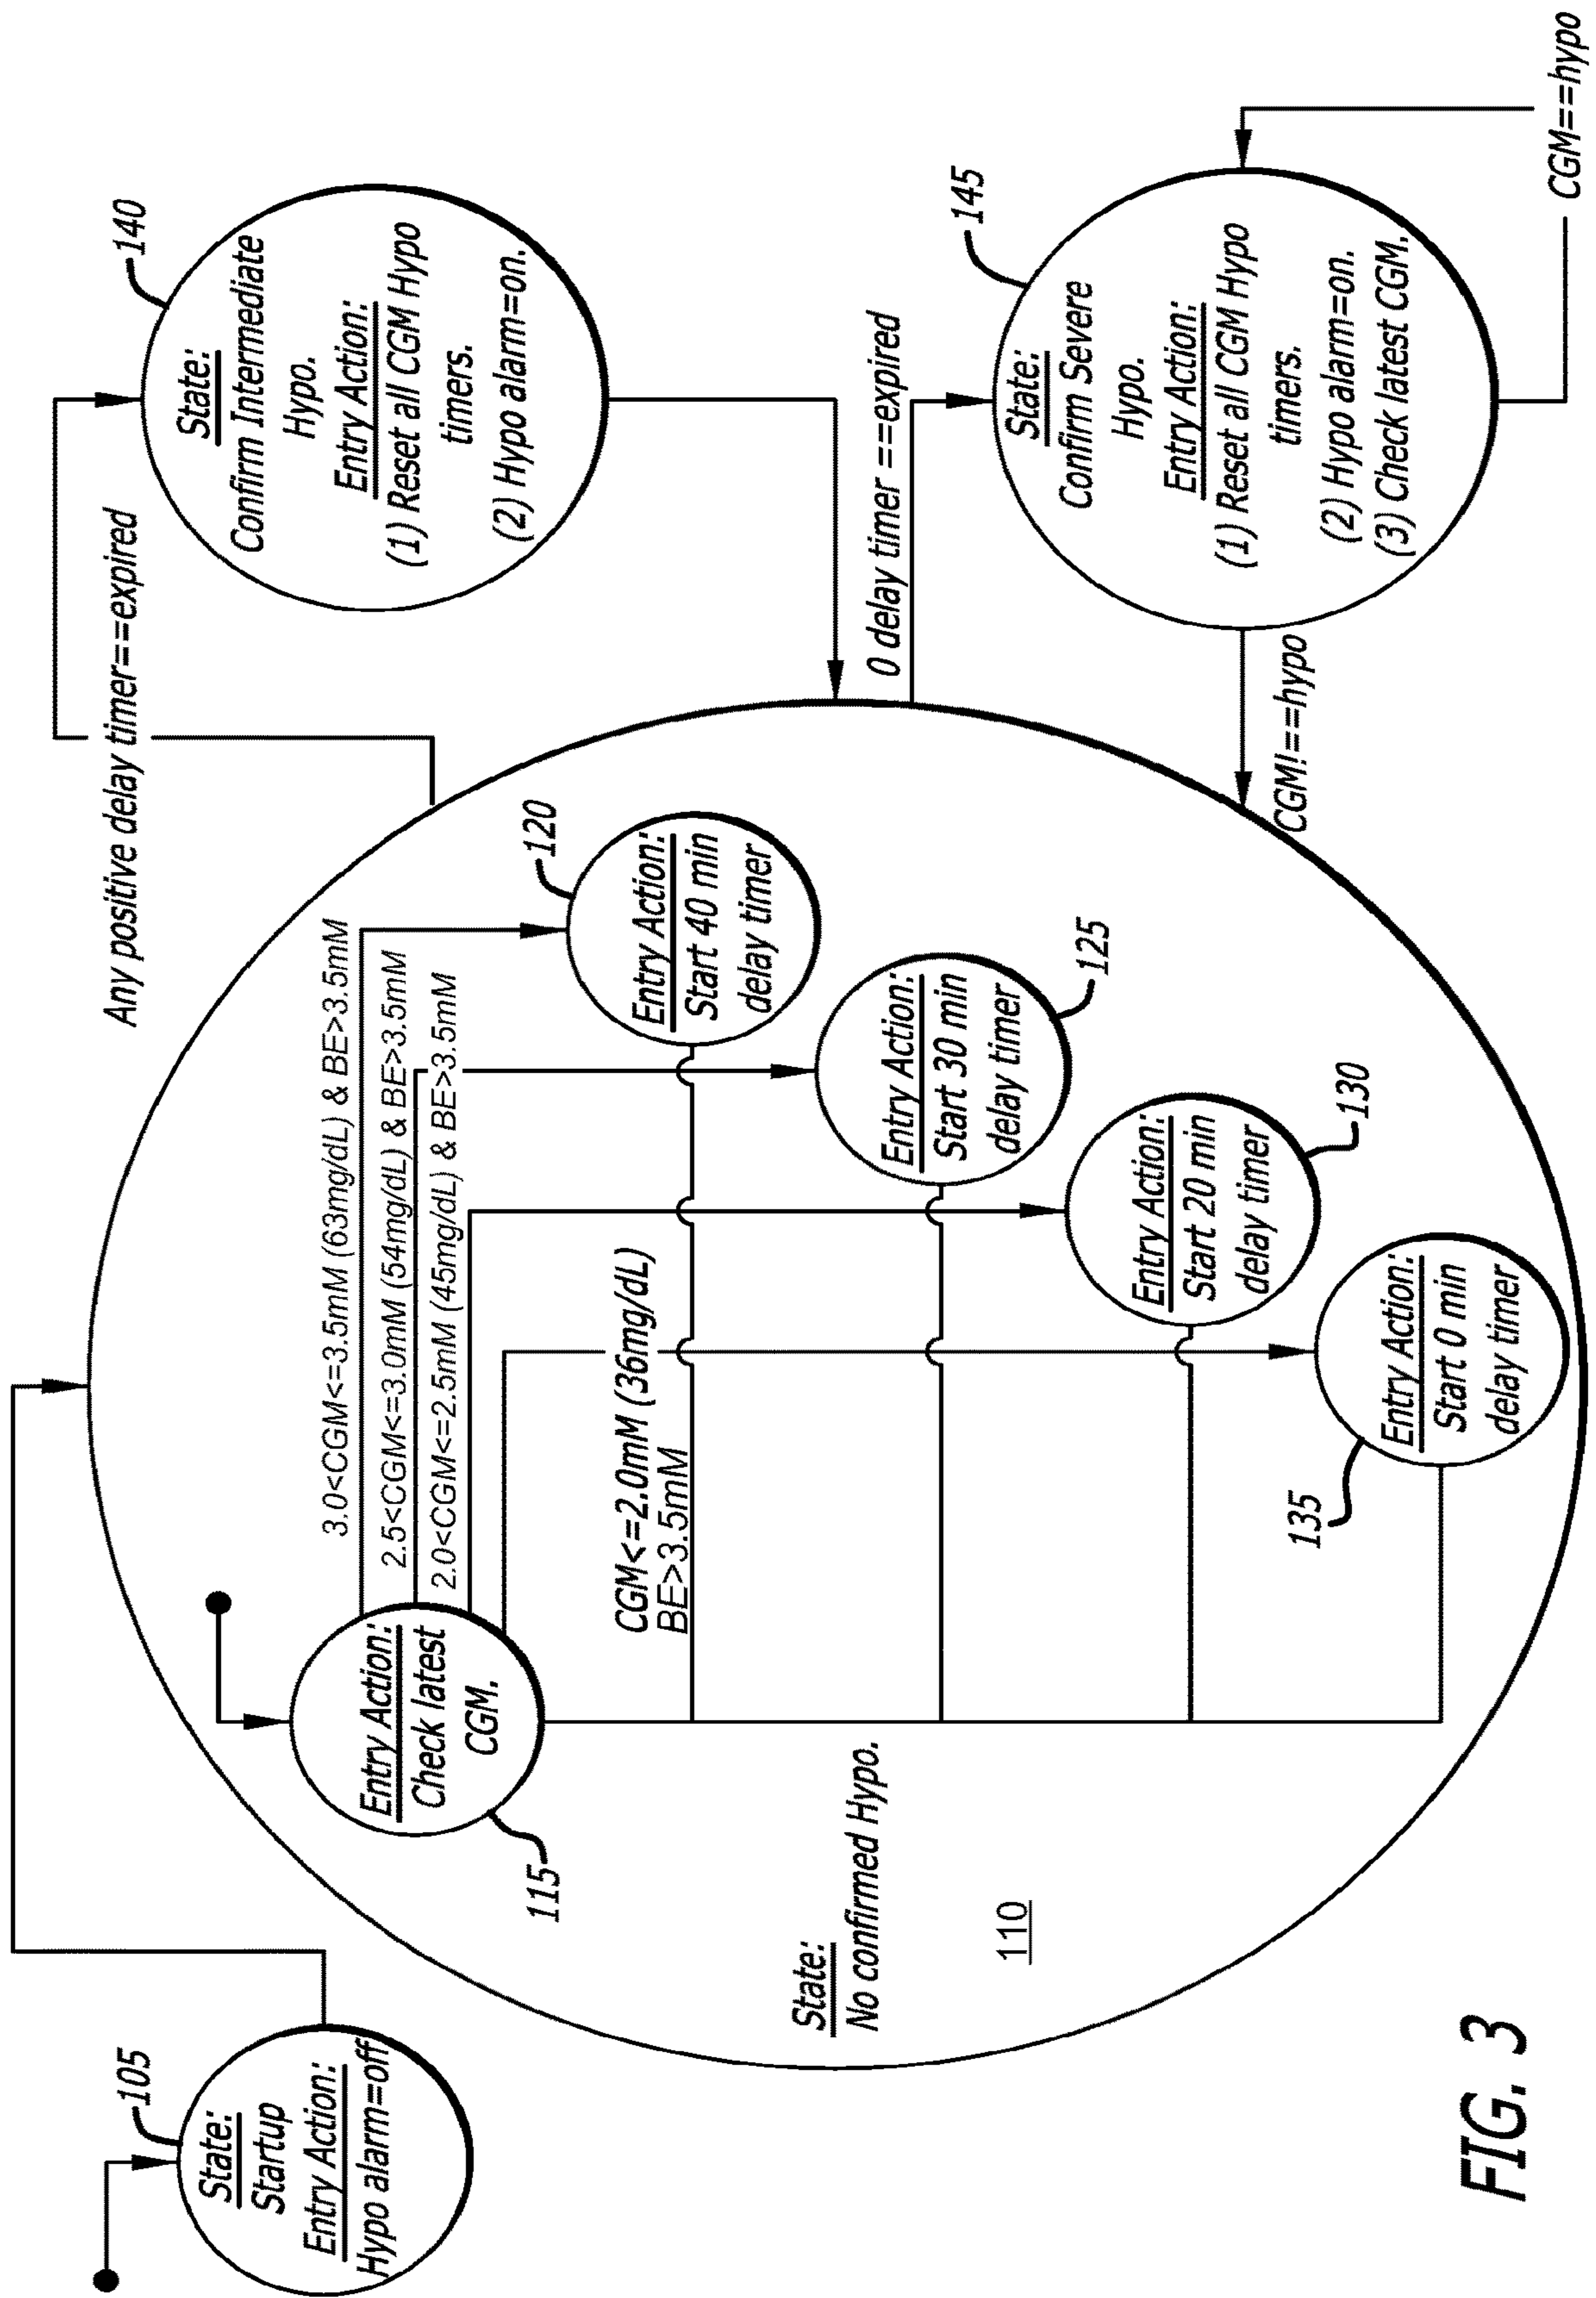 State:
Startup
Entry Action:
Hypo alarm=off
105
Entry Action:
Check latest
CGM.
115
3.0<CGM<=3.5mM (63mg/dL) & BE>3.5mM
2.5<CGM<=3.0mM (54mg/dL) & BE>3.5mM
2.0<CGM<=2.5mM (45mg/dL) & BE>3.5mM
CGM<=2.0mM (36mg/dL)
BE>3.5mM
Entry Action:
Start 40 min
delay timer
120
Entry Action:
Start 30 min
delay timer
125
Entry Action:
Start 20 min
delay timer
130
Entry Action:
Start 0 min
delay timer
135
State:
No confirmed Hypo.
110
Any positive delay timer==expired
State:
Confirm Intermediate
Hypo.
Entry Action:
(1) Reset all CGM Hypo
timers.
(2) Hypo alarm=on.
140
0 delay timer ==expired
State:
Confirm Severe
Hypo.
Entry Action:
(1) Reset all CGM Hypo
timers.
(2) Hypo alarm=on.
(3) Check latest CGM.
145
CGM!==hypo
CGM==hypo
FIG. 3